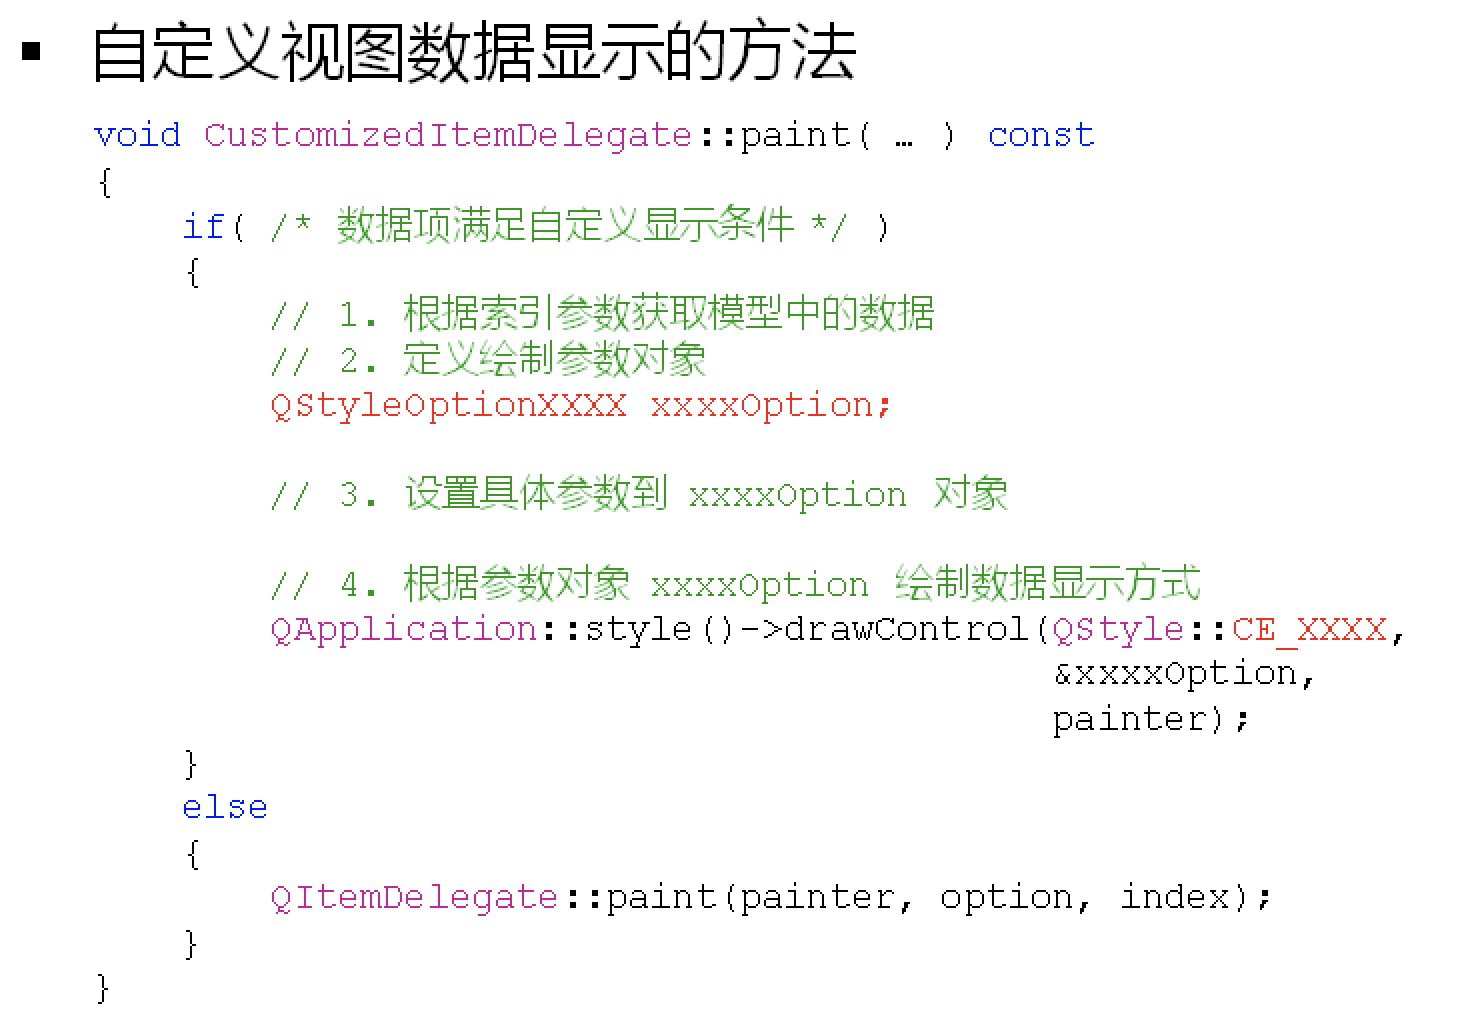 ▪ 自定义视图数据显示的方法
void CustomizedItemDelegate::paint( … ) const
{
if( /* 数据项满足自定义显示条件 */ )
{
// 1. 根据索引参数获取模型中的数据
// 2. 定义绘制参数对象
QStyleOptionXXXX xxxxOption;
// 3. 设置具体参数到 xxxxOption 对象
// 4. 根据参数对象 xxxxOption 绘制数据显示方式
QApplication::style()->drawControl(QStyle::CE_XXXX,
&xxxxOption,
painter);
}
else
{
QItemDelegate::paint(painter, option, index);
}
}